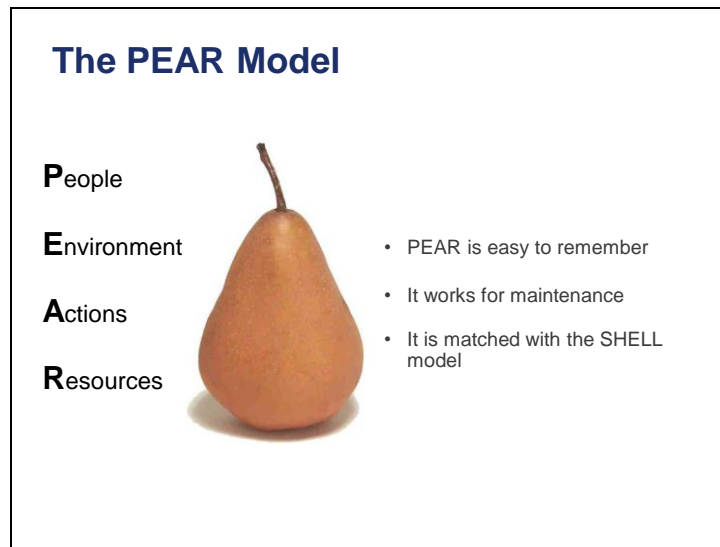 The PEAR Model
People
Environment
Actions
Resources
• PEAR is easy to remember
• It works for maintenance
• It is matched with the SHELL
model